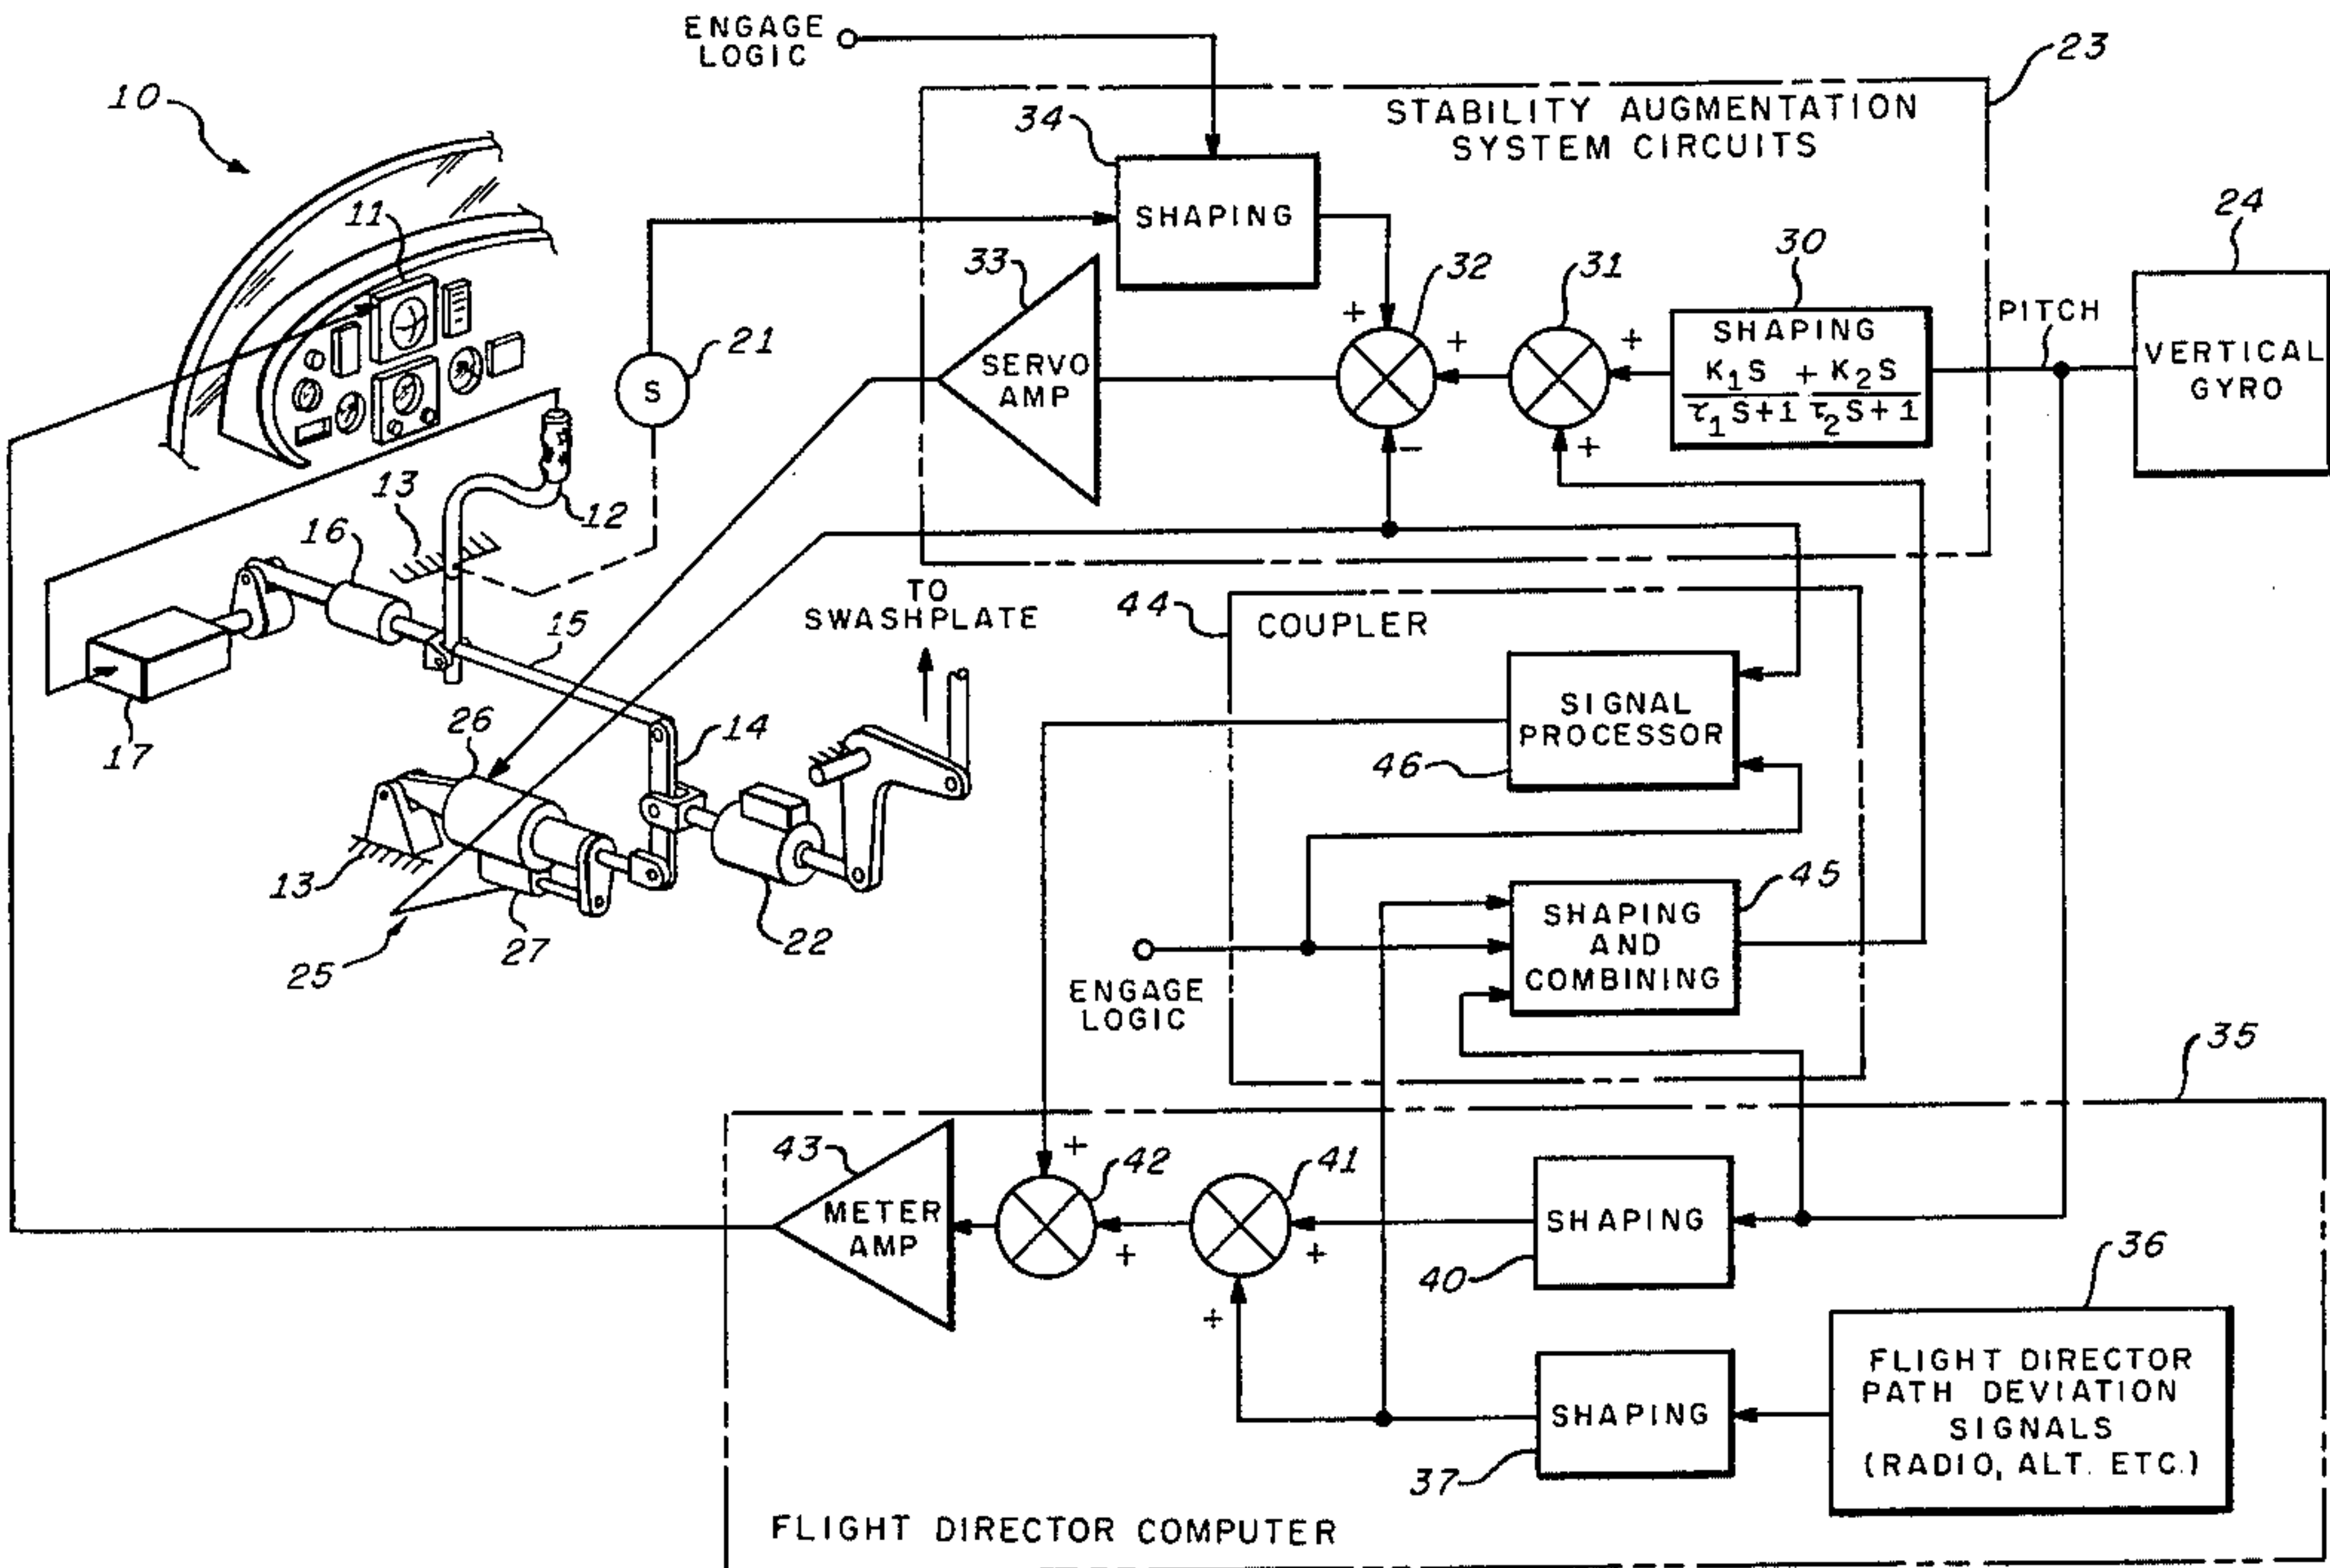 ENGAGE
LOGIC
23
10
STABILITY AUGMENTATION
SYSTEM CIRCUITS
34
SHAPING
11
24
33
32
31
30
21
S
SERVO
AMP
+
+
-
+
+
SHAPING
K₁S + K₂S
τ₁S+1 τ₂S+1
PITCH
VERTICAL
GYRO
13
12
16
15
TO
SWASHPLATE
44
COUPLER
17
26
14
SIGNAL
PROCESSOR
46
13
25
27
22
45
SHAPING
AND
COMBINING
ENGAGE
LOGIC
35
43
METER
AMP
42
41
+
+
+
+
SHAPING
40
36
FLIGHT DIRECTOR
PATH DEVIATION
SIGNALS
(RADIO, ALT. ETC.)
SHAPING
37
FLIGHT DIRECTOR COMPUTER